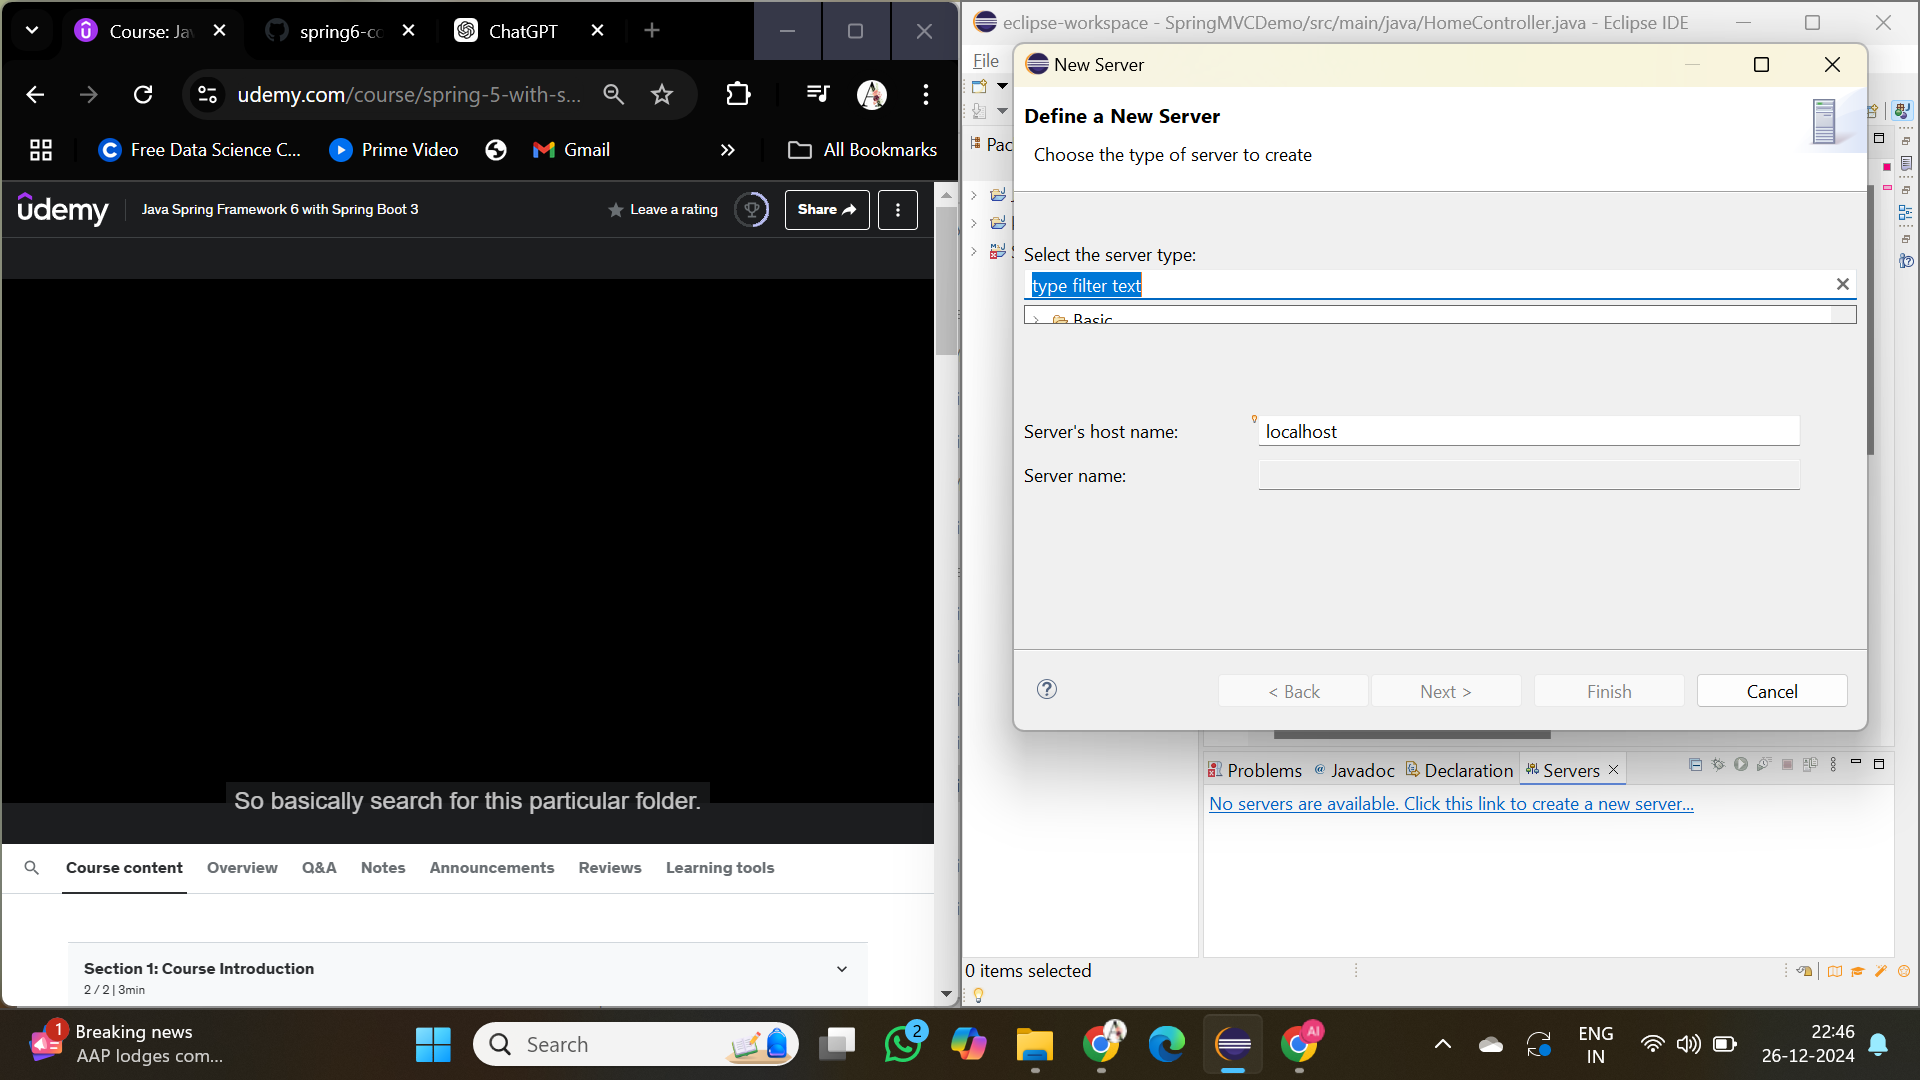 Course: Ja
spring6-co
ChatGPT
udemy.com/course/spring-5-with-s...
Free Data Science C...
Prime Video
Gmail
All Bookmarks
udemy
Java Spring Framework 6 with Spring Boot 3
Leave a rating
Share
So basically search for this particular folder.
Course content
Overview
Q&A
Notes
Announcements
Reviews
Learning tools
Section 1: Course Introduction
2 / 2 | 3min
eclipse-workspace - SpringMVCDemo/src/main/java/HomeController.java - Eclipse IDE
File
Pac
New Server
Define a New Server
Choose the type of server to create
Select the server type:
type filter text
Basic
Server's host name:
localhost
Server name:
< Back
Next >
Finish
Cancel
Problems
Javadoc
Declaration
Servers
No servers are available. Click this link to create a new server...
0 items selected
1
Breaking news
AAP lodges com...
Search
2
AI
ENG
IN
22:46
26-12-2024